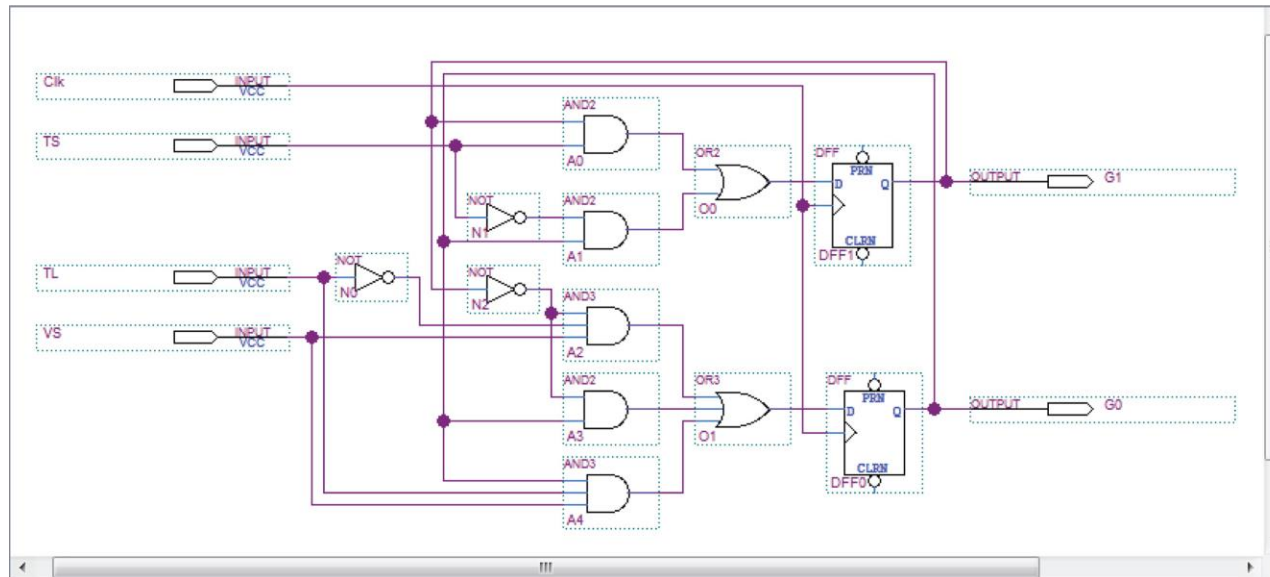 Clk
INPUT
VCC
TS
INPUT
VCC
TL
INPUT
VCC
VS
INPUT
VCC
NOT
N0
NOT
N1
NOT
N2
AND2
A0
AND2
A1
AND3
A2
AND2
A3
AND3
A4
OR2
O0
OR3
O1
DFF
PRN
D Q
CLRN
DFF1
DFF
PRN
D Q
CLRN
DFF0
OUTPUT G1
OUTPUT G0